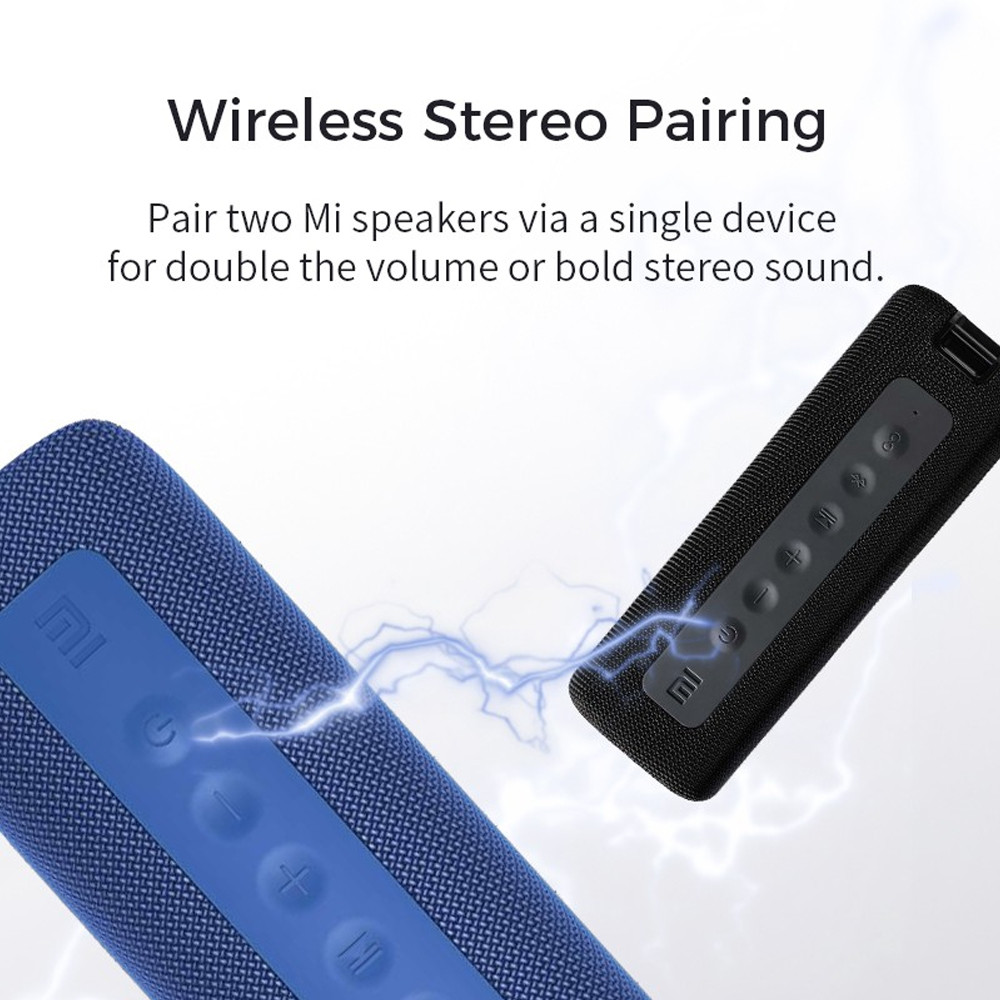 Wireless Stereo Pairing
Pair two Mi speakers via a single device
for double the volume or bold stereo sound.
MI
MI